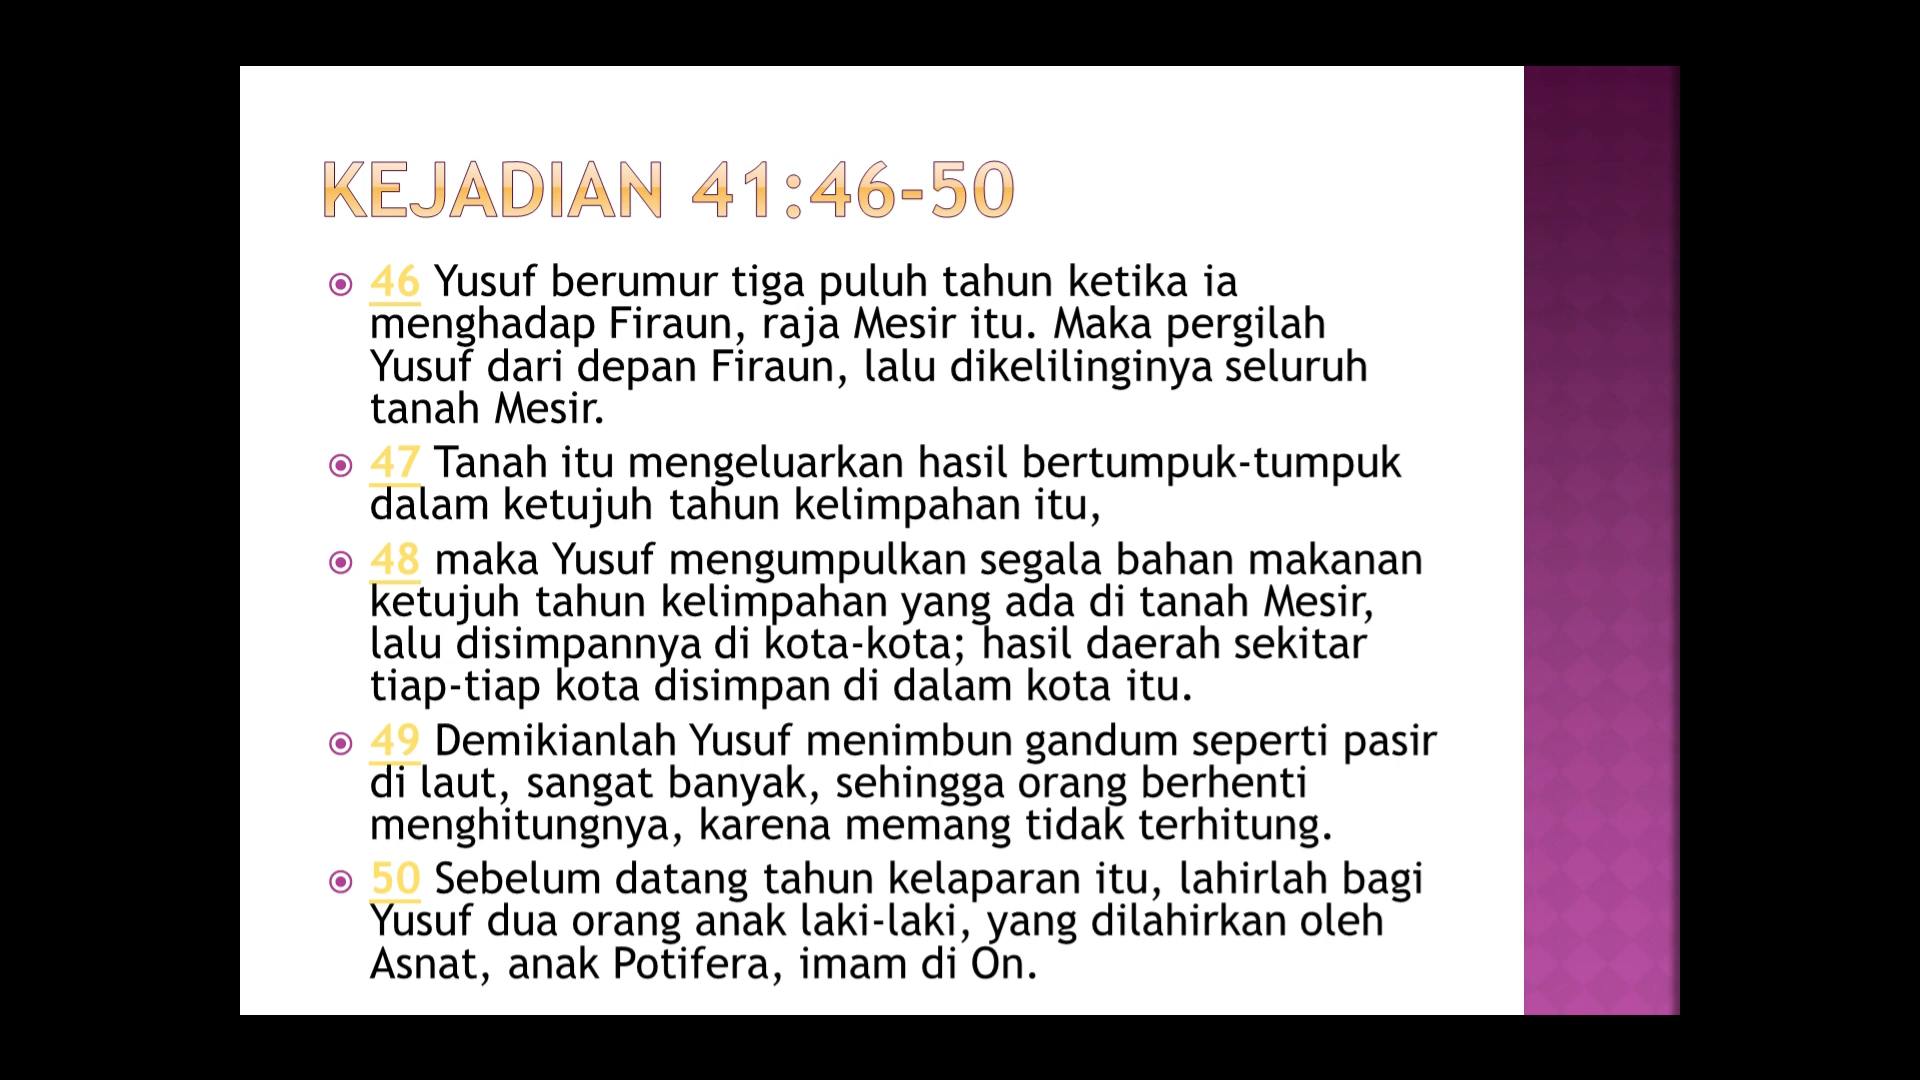 KEJADIAN 41:46-50
46 Yusuf berumur tiga puluh tahun ketika ia
menghadap Firaun, raja Mesir itu. Maka pergilah
Yusuf dari depan Firaun, lalu dikelilinginya seluruh
tanah Mesir.
47 Tanah itu mengeluarkan hasil bertumpuk-tumpuk
dalam ketujuh tahun kelimpahan itu,
48 maka Yusuf mengumpulkan segala bahan makanan
ketujuh tahun kelimpahan yang ada di tanah Mesir,
lalu disimpannya di kota-kota; hasil daerah sekitar
tiap-tiap kota disimpan di dalam kota itu.
49 Demikianlah Yusuf menimbun gandum seperti pasir
di laut, sangat banyak, sehingga orang berhenti
menghitungnya, karena memang tidak terhitung.
50 Sebelum datang tahun kelaparan itu, lahirlah bagi
Yusuf dua orang anak laki-laki, yang dilahirkan oleh
Asnat, anak Potifera, imam di On.